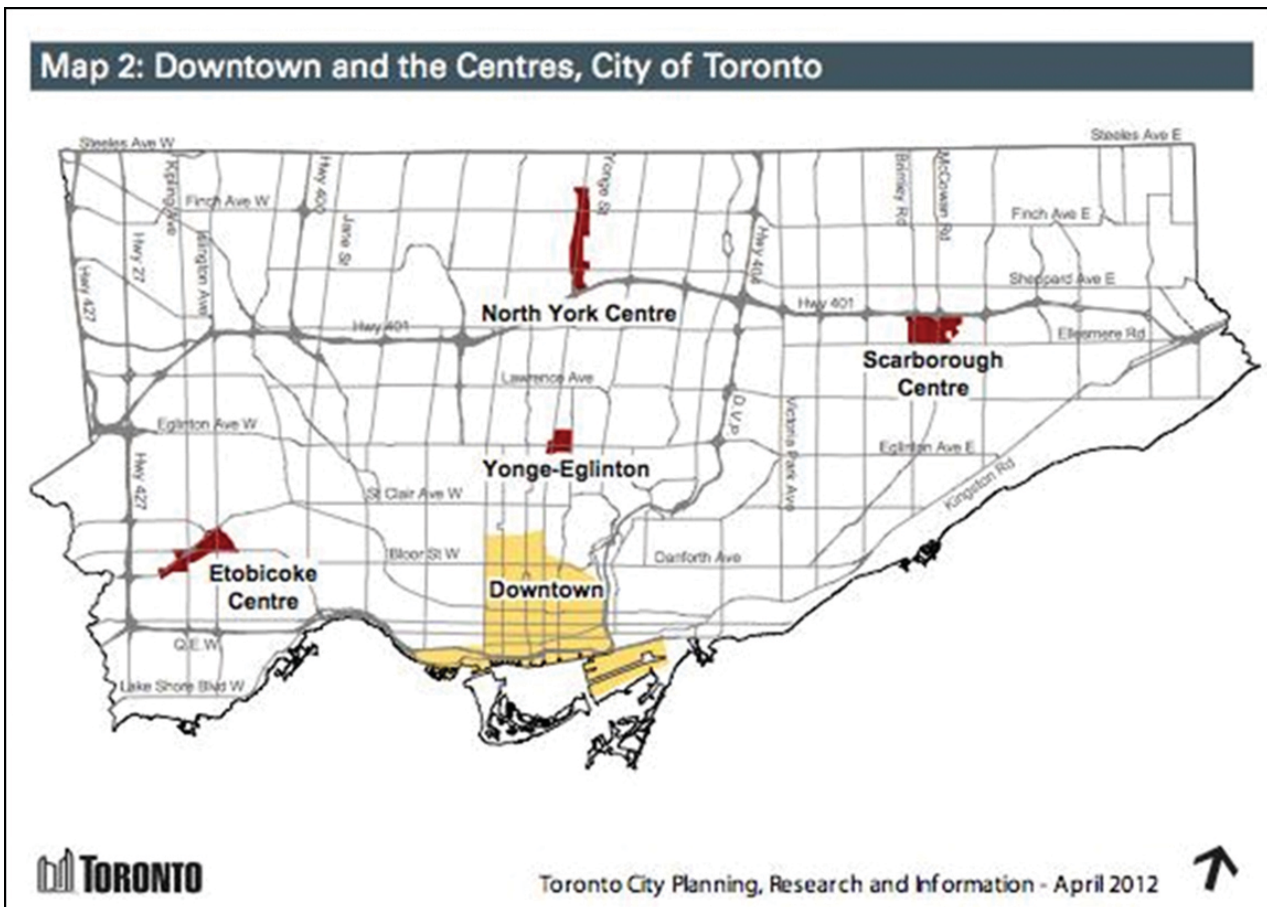 Map 2: Downtown and the Centres, City of Toronto
Steeles Ave W
Steeles Ave E
Kipling Ave
Hwy 400
Yonge St
Brimley Rd
McCowan Rd
Finch Ave W
Finch Ave E
Jane St
Hwy 27
Islington Ave
Hwy 404
Hwy 427
Sheppard Ave E
North York Centre
Hwy 401
Hwy 401
Ellesmere Rd
Scarborough
Centre
Lawrence Ave
D.V.P
Victoria Park Ave
Eglinton Ave W
Eglinton Ave E
Yonge-Eglinton
Hwy 427
Kingston Rd
St Clair Ave W
Bloor St W
Danforth Ave
Etobicoke
Centre
Downtown
Q.E.W
Lake Shore Blvd W
TORONTO
Toronto City Planning, Research and Information - April 2012